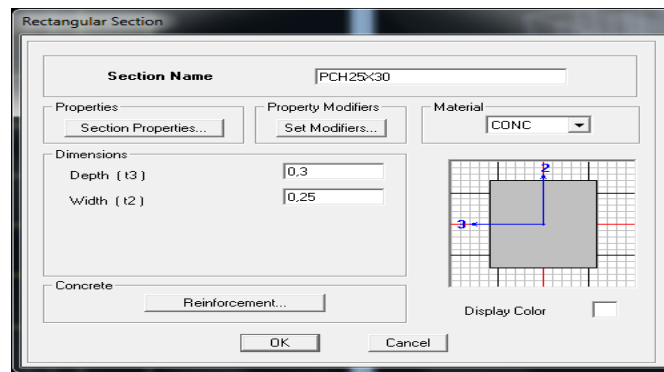 Rectangular Section
Section Name PCH25X30
Properties
Section Properties...
Property Modifiers
Set Modifiers...
Material
CONC
Dimensions
Depth ( t3 ) 0,3
Width ( t2 ) 0,25
2
3
Concrete
Reinforcement...
Display Color
OK Cancel